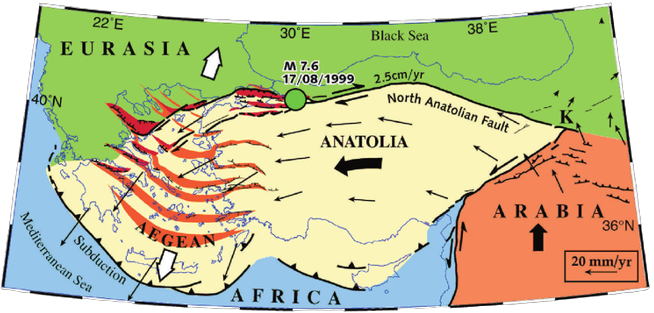 22°E
30°E
38°E
EURASIA
Black Sea
M 7.6
17/08/1999
2.5cm/yr
40°N
North Anatolian Fault
K
ANATOLIA
ARABIA
36°N
AEGEAN
Subduction
Mediterranean Sea
20 mm/yr
AFRICA